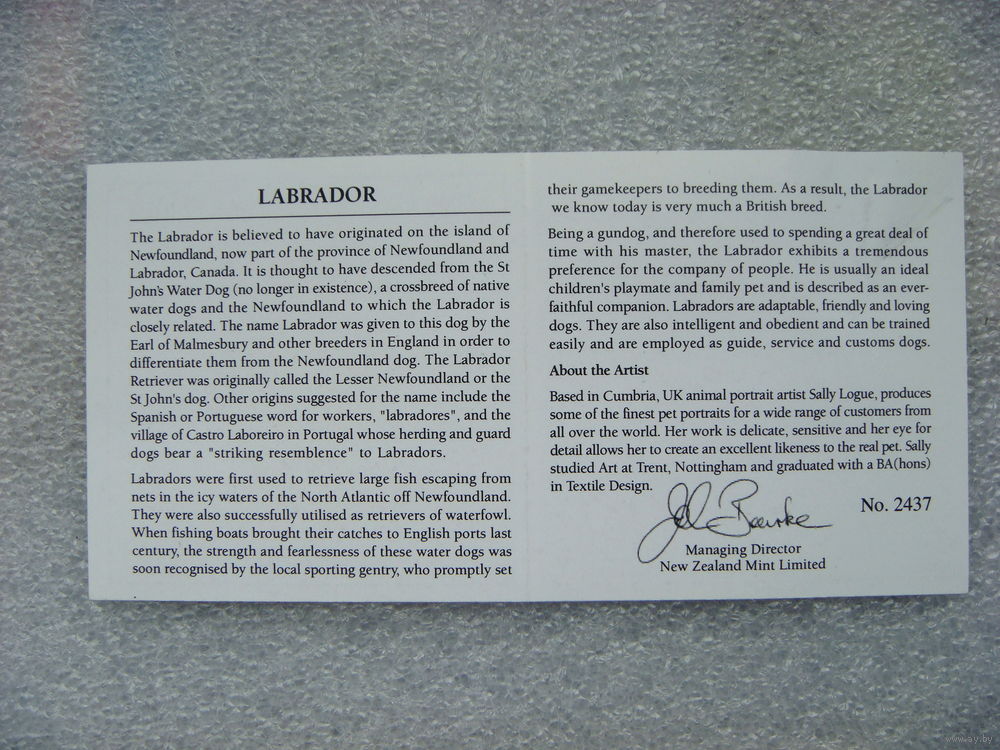 LABRADOR
The Labrador is believed to have originated on the island of
Newfoundland, now part of the province of Newfoundland and
Labrador, Canada. It is thought to have descended from the St
John's Water Dog (no longer in existence), a crossbreed of native
water dogs and the Newfoundland to which the Labrador is
closely related. The name Labrador was given to this dog by the
Earl of Malmesbury and other breeders in England in order to
differentiate them from the Newfoundland dog. The Labrador
Retriever was originally called the Lesser Newfoundland or the
St John's dog. Other origins suggested for the name include the
Spanish or Portuguese word for workers, "labradores", and the
village of Castro Laboreiro in Portugal whose herding and guard
dogs bear a "striking resemblence" to Labradors.
Labradors were first used to retrieve large fish escaping from
nets in the icy waters of the North Atlantic off Newfoundland.
They were also successfully utilised as retrievers of waterfowl.
When fishing boats brought their catches to English ports last
century, the strength and fearlessness of these water dogs was
soon recognised by the local sporting gentry, who promptly set
their gamekeepers to breeding them. As a result, the Labrador
we know today is very much a British breed.
Being a gundog, and therefore used to spending a great deal of
time with his master, the Labrador exhibits a tremendous
preference for the company of people. He is usually an ideal
children's playmate and family pet and is described as an ever-
faithful companion. Labradors are adaptable, friendly and loving
dogs. They are also intelligent and obedient and can be trained
easily and are employed as guide, service and customs dogs.
About the Artist
Based in Cumbria, UK animal portrait artist Sally Logue, produces
some of the finest pet portraits for a wide range of customers from
all over the world. Her work is delicate, sensitive and her eye for
detail allows her to create an excellent likeness to the real pet. Sally
studied Art at Trent, Nottingham and graduated with a BA(hons)
in Textile Design.
No. 2437
Managing Director
New Zealand Mint Limited
www.ay.by